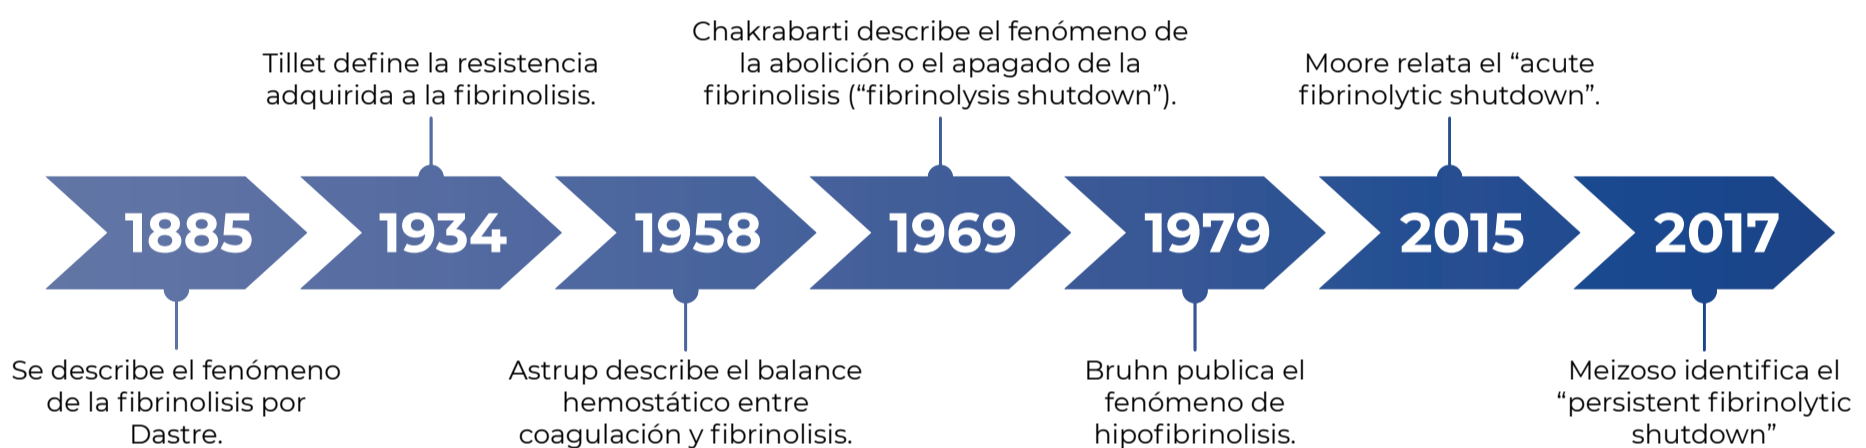 Chakrabarti describe el fenómeno de
la abolición o el apagado de la
fibrinolisis (“fibrinolysis shutdown”).
Tillet define la resistencia
adquirida a la fibrinolisis.
Moore relata el “acute
fibrinolytic shutdown”.
1885
1934
1958
1969
1979
2015
2017
Se describe el fenómeno
de la fibrinolisis por
Dastre.
Astrup describe el balance
hemostático entre
coagulación y fibrinolisis.
Bruhn publica el
fenómeno de
hipofibrinolisis.
Meizoso identifica el
“persistent fibrinolytic
shutdown”